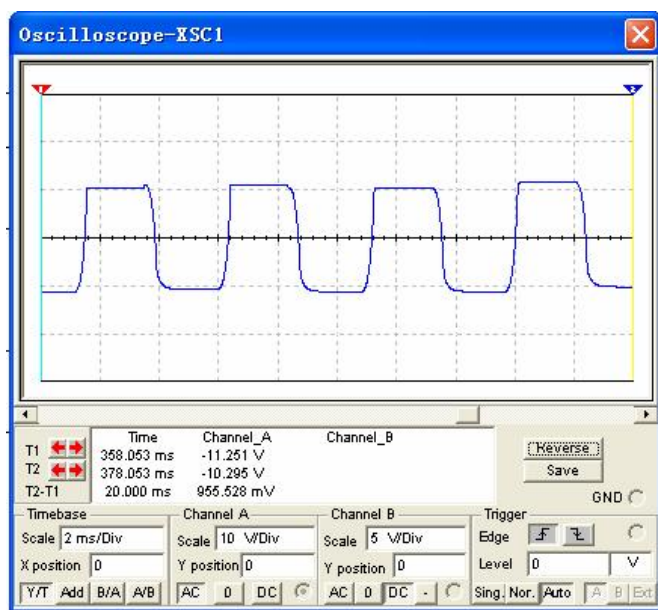 Oscilloscope-XSC1
1 2
Time Channel_A Channel_B
T1 358.053 ms -11.251 V
T2 378.053 ms -10.295 V
T2-T1 20.000 ms 955.528 mV
Reverse
Save
GND
Timebase
Scale 2 ms/Div
X position 0
Y/T Add B/A A/B
Channel A
Scale 10 V/Div
Y position 0
AC 0 DC
Channel B
Scale 5 V/Div
Y position 0
AC 0 DC -
Trigger
Edge
Level 0 V
Sing. Nor. Auto A B Ext